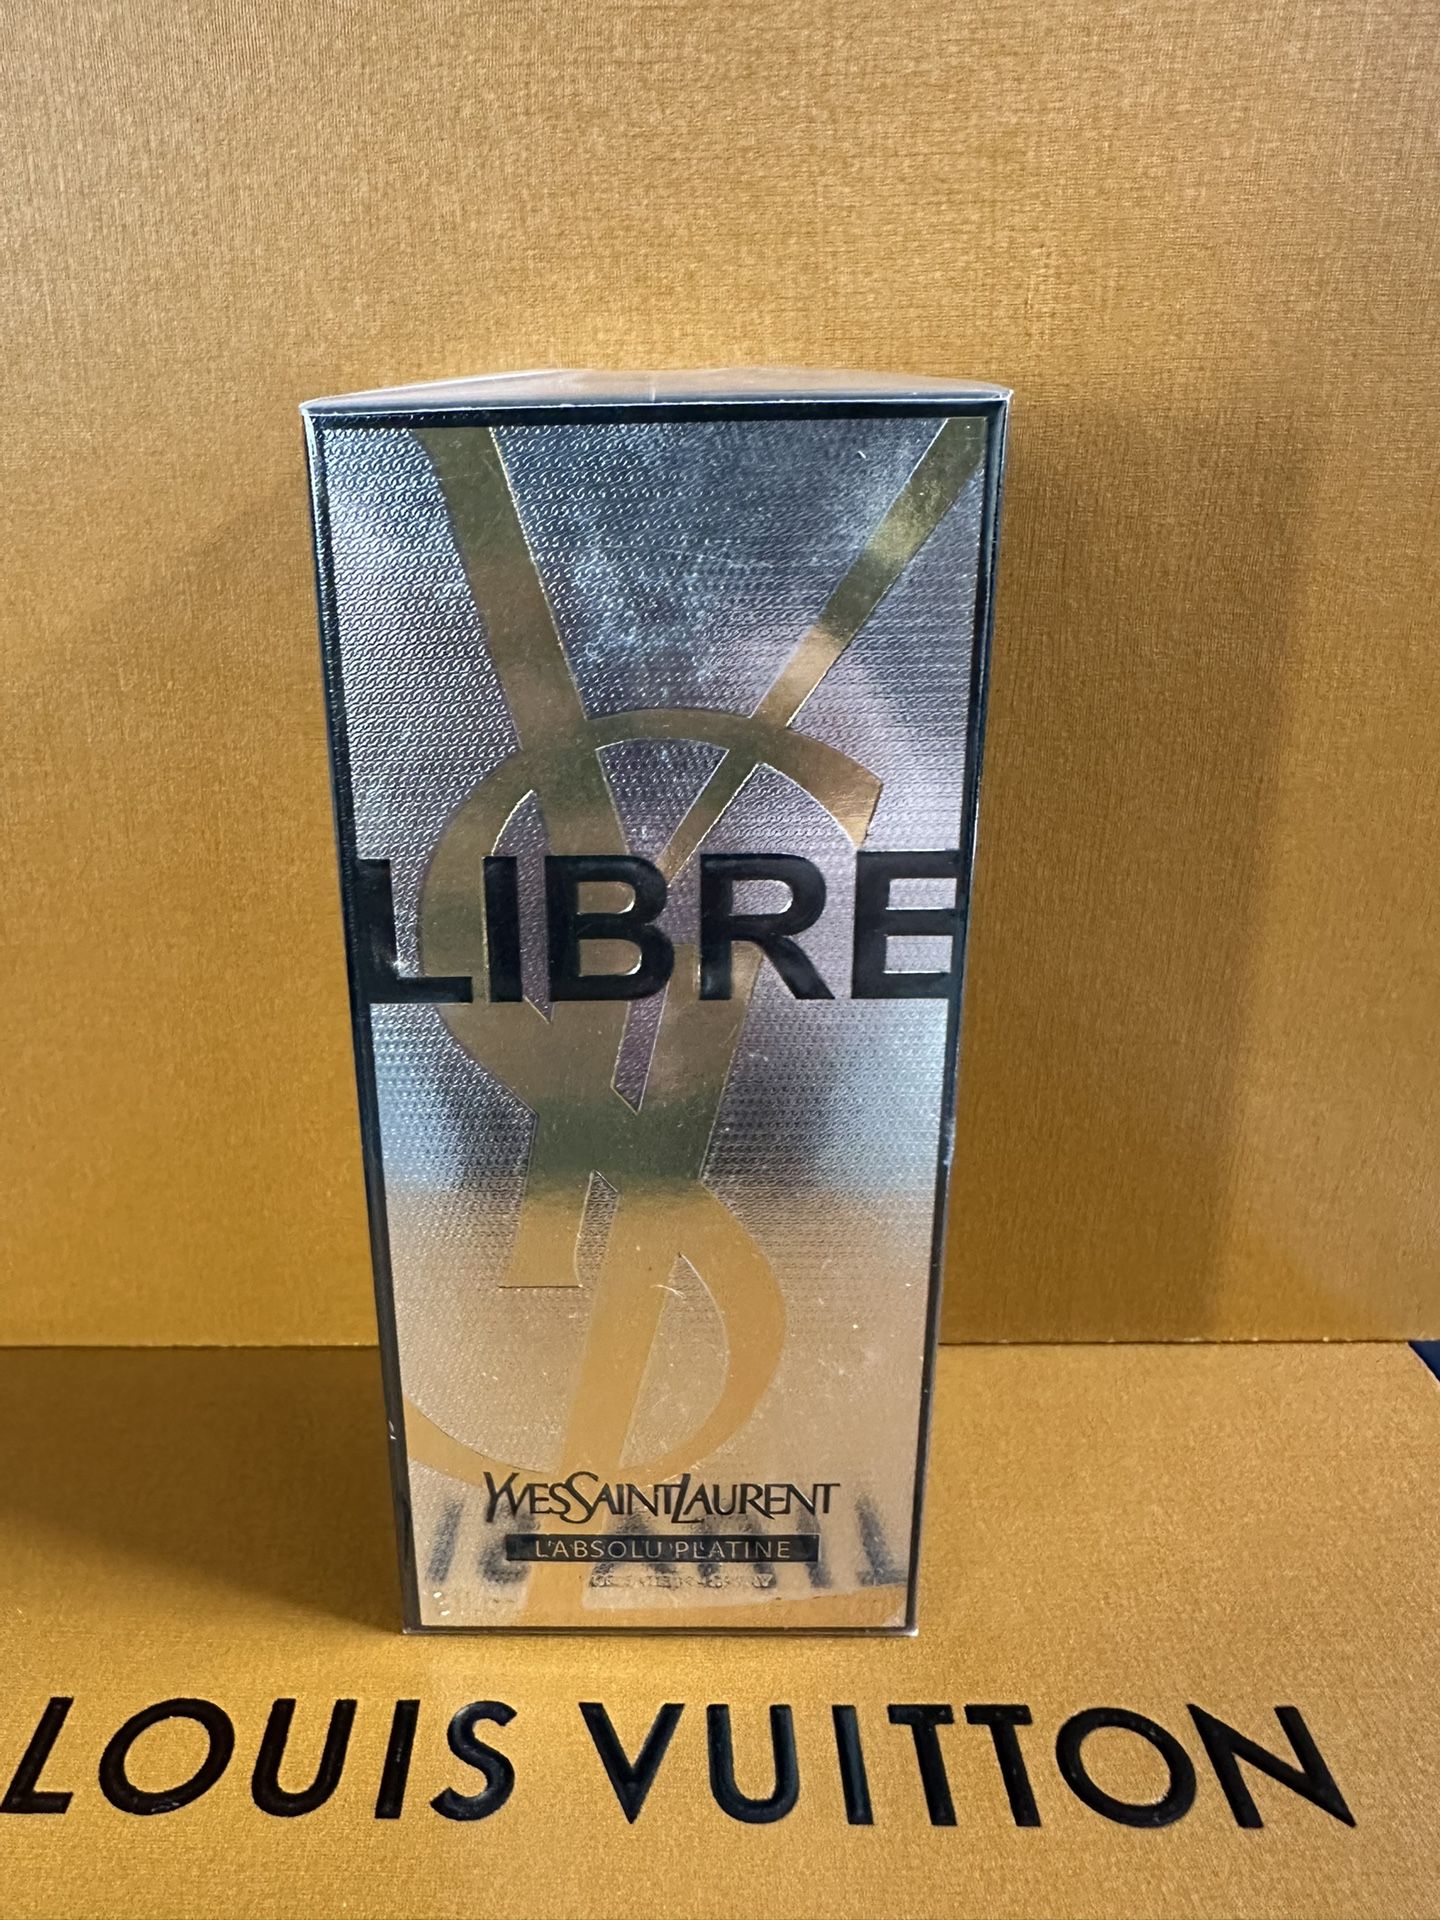 LIBRE
YVESSAINTLAURENT
L'ABSOLU PLATINE
LOUIS VUITTON